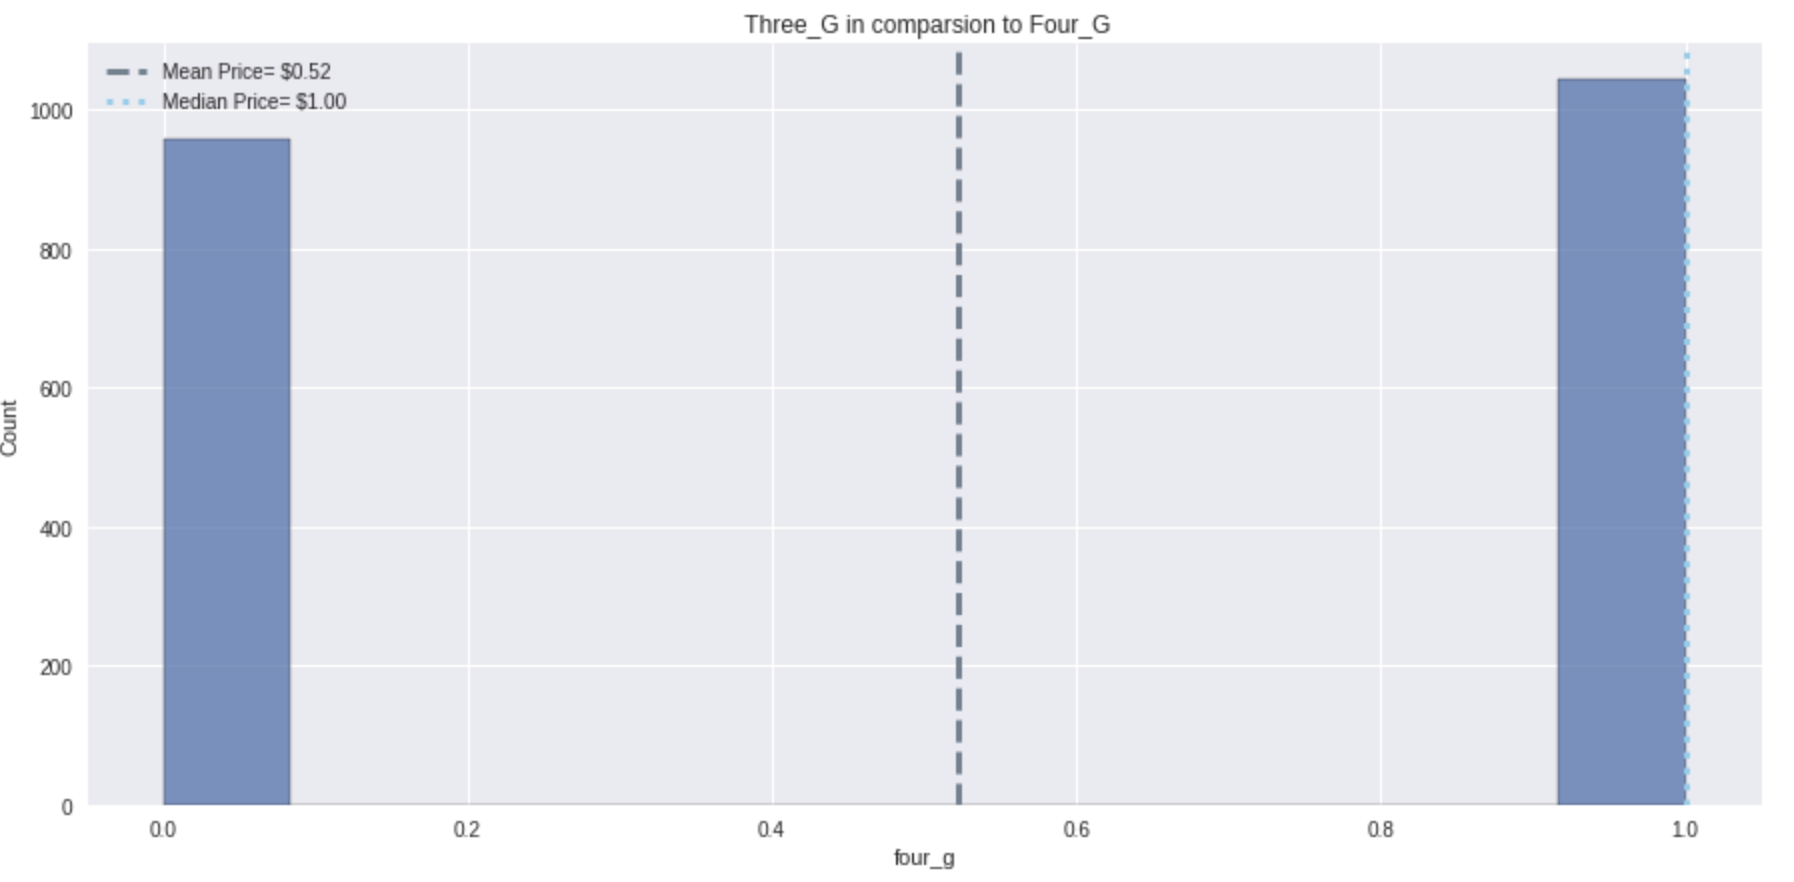 Three_G in comparsion to Four_G
Mean Price= $0.52
Median Price= $1.00
1000
800
600
400
200
0
Count
0.0 0.2 0.4 0.6 0.8 1.0
four_g